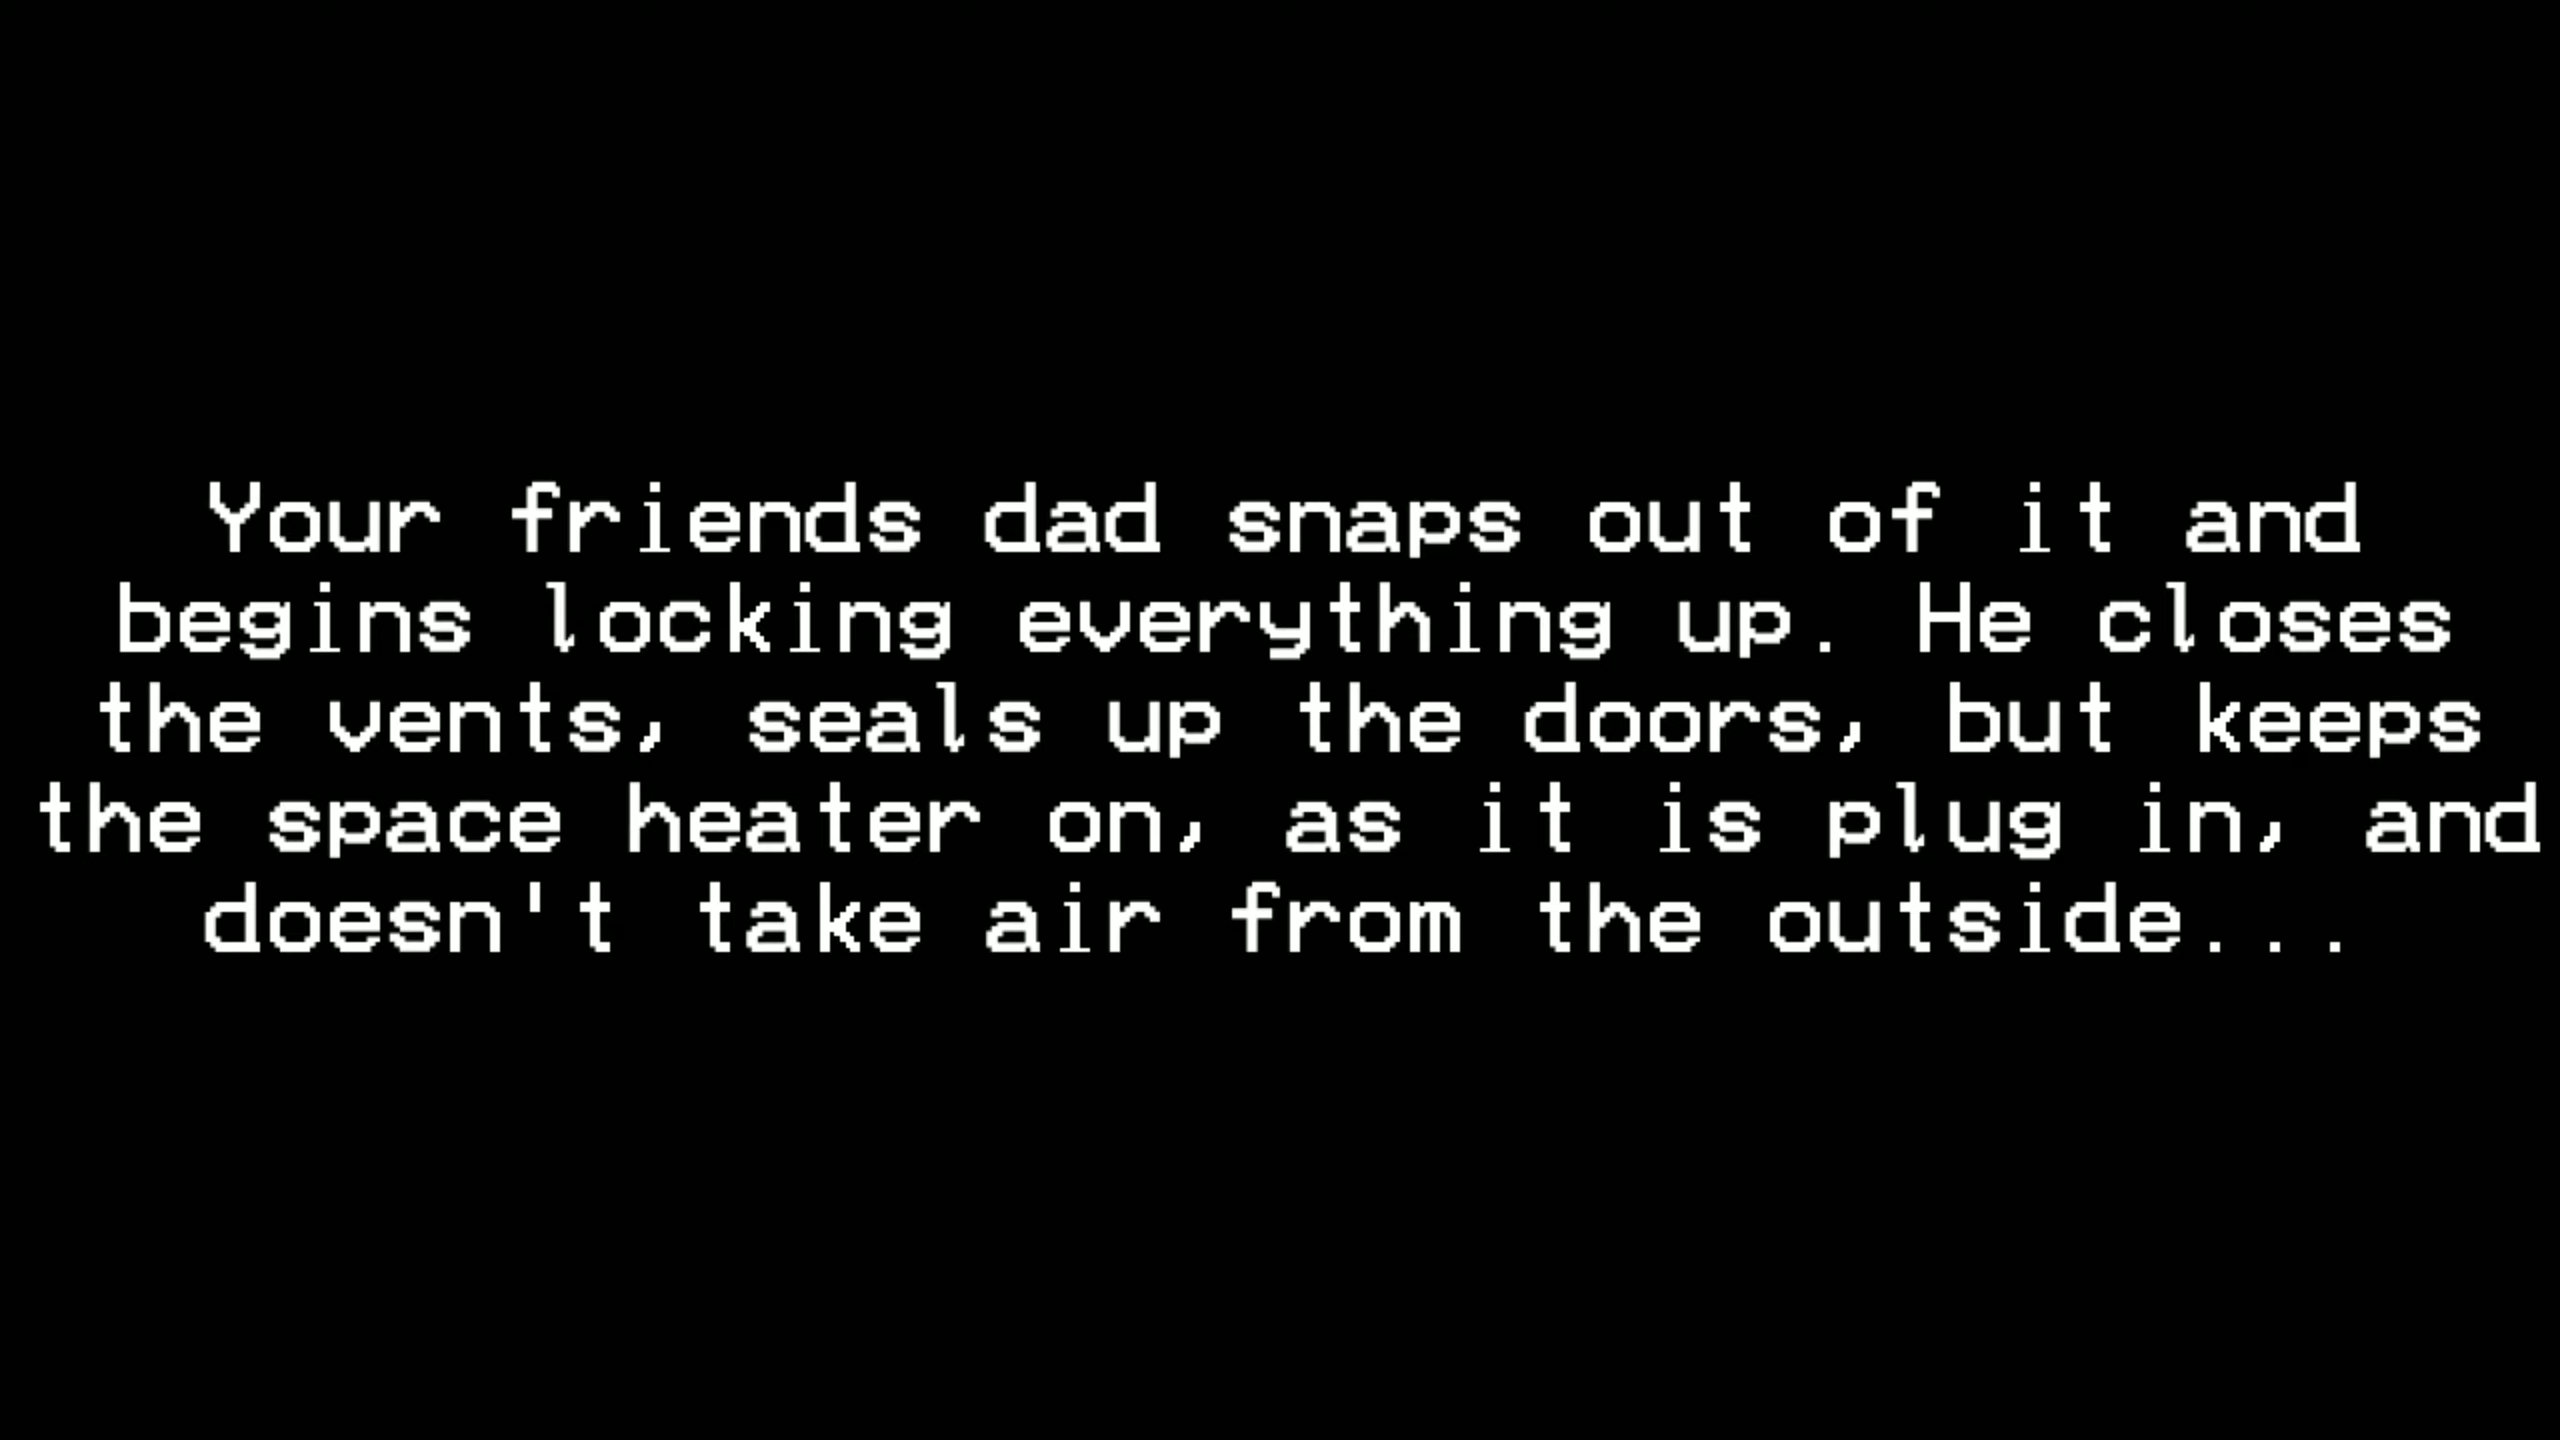 Your friends dad snaps out of it and
begins locking everything up. He closes
the vents, seals up the doors, but keeps
the space heater on, as it is plug in, and
doesn't take air from the outside...